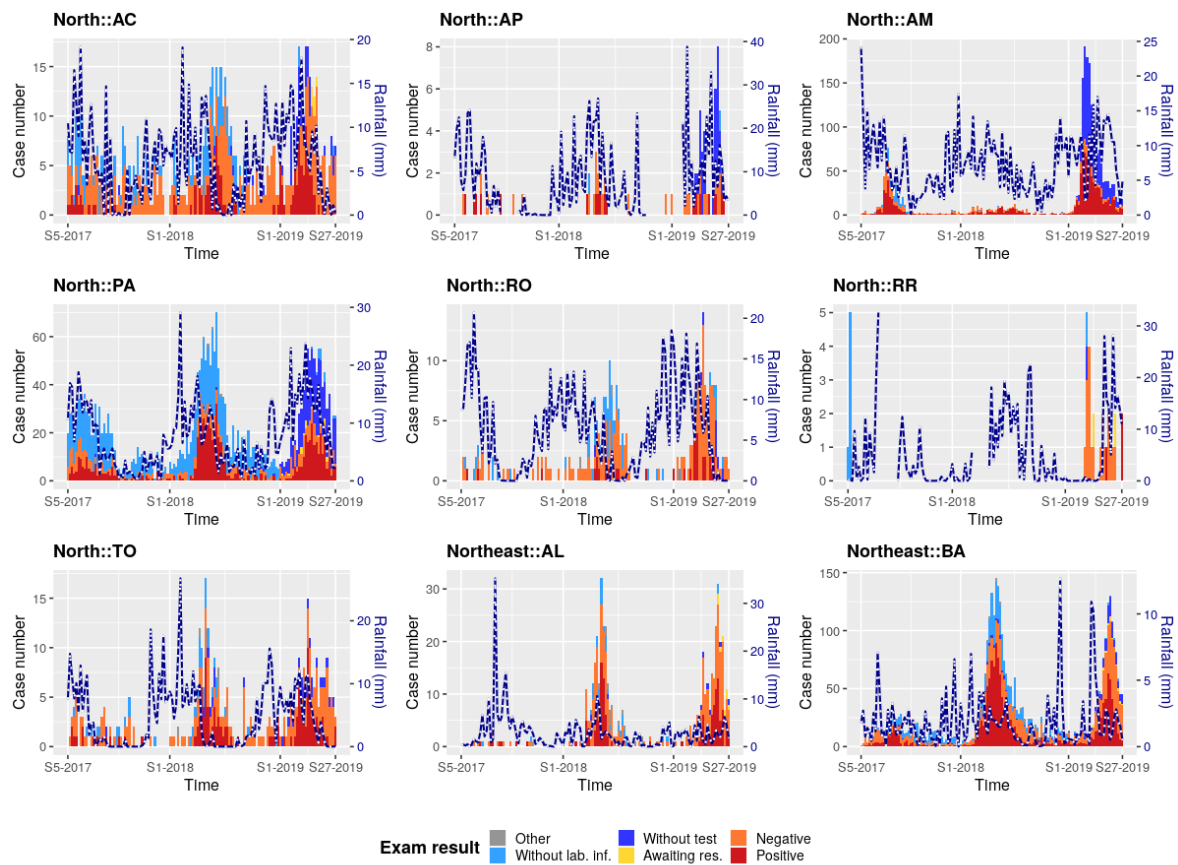 North::AC
North::AP
North::AM
Case number
15
10
5
0
20
15
10
5
0
Rainfall (mm)
S5-2017
S1-2018
S1-2019
S27-2019
Time
Case number
8
6
4
2
0
40
30
20
10
0
Rainfall (mm)
S5-2017
S1-2018
S1-2019
S27-2019
Time
Case number
200
150
100
50
0
25
20
15
10
5
0
Rainfall (mm)
S5-2017
S1-2018
S1-2019
S27-2019
Time
North::PA
North::RO
North::RR
Case number
60
40
20
0
30
20
10
0
Rainfall (mm)
S5-2017
S1-2018
S1-2019
S27-2019
Time
Case number
10
5
0
20
15
10
5
0
Rainfall (mm)
S5-2017
S1-2018
S1-2019
S27-2019
Time
Case number
5
4
3
2
1
0
30
20
10
0
Rainfall (mm)
S5-2017
S1-2018
S1-2019
S27-2019
Time
North::TO
Northeast::AL
Northeast::BA
Case number
15
10
5
0
20
10
0
Rainfall (mm)
S5-2017
S1-2018
S1-2019
S27-2019
Time
Case number
30
20
10
0
30
20
10
0
Rainfall (mm)
S5-2017
S1-2018
S1-2019
S27-2019
Time
Case number
150
100
50
0
10
5
0
Rainfall (mm)
S5-2017
S1-2018
S1-2019
S27-2019
Time
Exam result
Other
Without test
Negative
Without lab. inf.
Awaiting res.
Positive